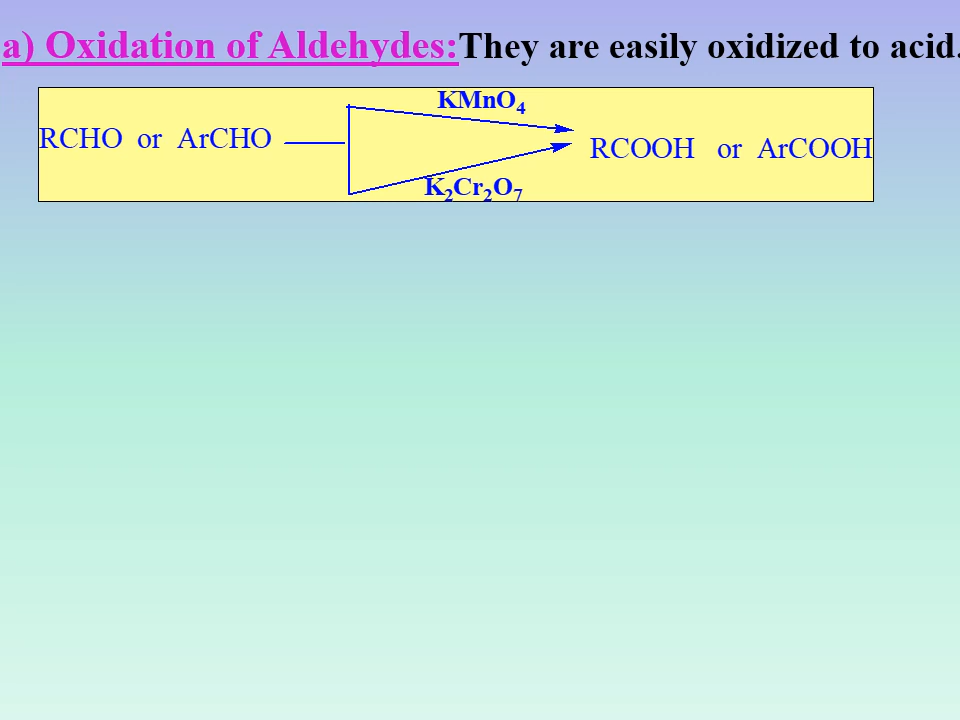 a) Oxidation of Aldehydes:They are easily oxidized to acid.
KMnO₄
RCHO or ArCHO
RCOOH or ArCOOH
K₂Cr₂O₇